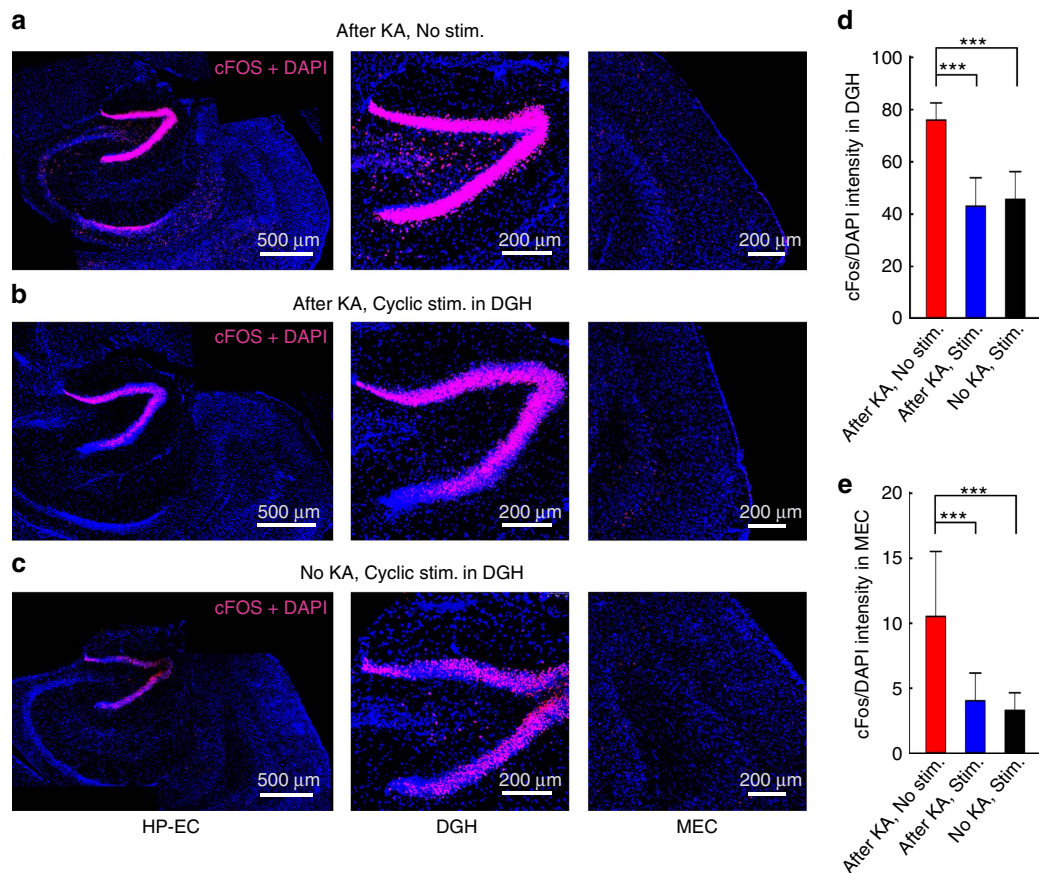 a
After KA, No stim.
cFOS + DAPI
500 µm
200 µm
200 µm
b
After KA, Cyclic stim. in DGH
cFOS + DAPI
500 µm
200 µm
200 µm
c
No KA, Cyclic stim. in DGH
cFOS + DAPI
500 µm
200 µm
200 µm
HP-EC
DGH
MEC
d
cFos/DAPI intensity in DGH
100
80
60
40
20
0
***
***
After KA, No stim.
After KA, Stim.
No KA, Stim.
e
cFos/DAPI intensity in MEC
20
15
10
5
0
***
***
After KA, No stim.
After KA, Stim.
No KA, Stim.